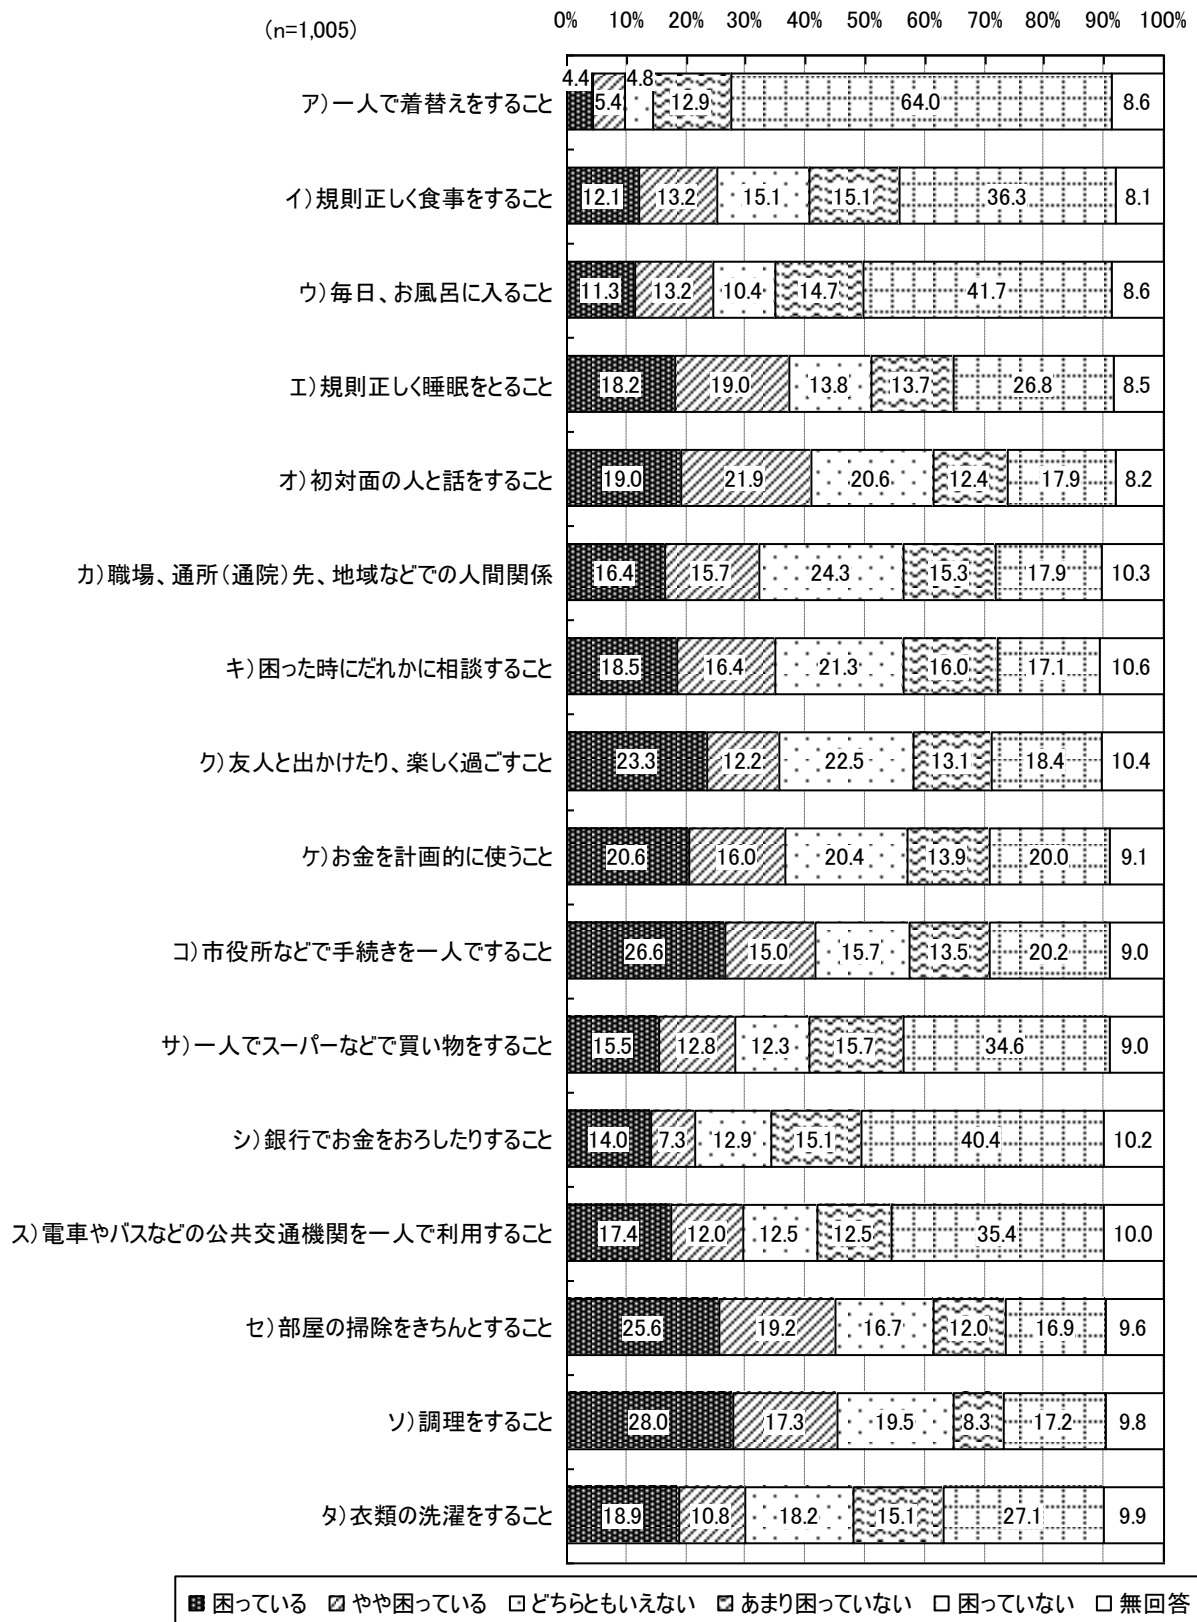 (n=1,005)
0% 10% 20% 30% 40% 50% 60% 70% 80% 90% 100%
ア)一人で着替えをすること 4.4 5.4 4.8 12.9 64.0 8.6
イ)規則正しく食事をすること 12.1 13.2 15.1 15.1 36.3 8.1
ウ)毎日、お風呂に入ること 11.3 13.2 10.4 14.7 41.7 8.6
エ)規則正しく睡眠をとること 18.2 19.0 13.8 13.7 26.8 8.5
オ)初対面の人と話をすること 19.0 21.9 20.6 12.4 17.9 8.2
カ)職場、通所(通院)先、地域などでの人間関係 16.4 15.7 24.3 15.3 17.9 10.3
キ)困った時にだれかに相談すること 18.5 16.4 21.3 16.0 17.1 10.6
ク)友人と出かけたり、楽しく過ごすこと 23.3 12.2 22.5 13.1 18.4 10.4
ケ)お金を計画的に使うこと 20.6 16.0 20.4 13.9 20.0 9.1
コ)市役所などで手続きを一人ですること 26.6 15.0 15.7 13.5 20.2 9.0
サ)一人でスーパーなどで買い物をすること 15.5 12.8 12.3 15.7 34.6 9.0
シ)銀行でお金をおろしたりすること 14.0 7.3 12.9 15.1 40.4 10.2
ス)電車やバスなどの公共交通機関を一人で利用すること 17.4 12.0 12.5 12.5 35.4 10.0
セ)部屋の掃除をきちんとすること 25.6 19.2 16.7 12.0 16.9 9.6
ソ)調理をすること 28.0 17.3 19.5 8.3 17.2 9.8
タ)衣類の洗濯をすること 18.9 10.8 18.2 15.1 27.1 9.9
困っている やや困っている どちらともいえない あまり困っていない 困っていない 無回答